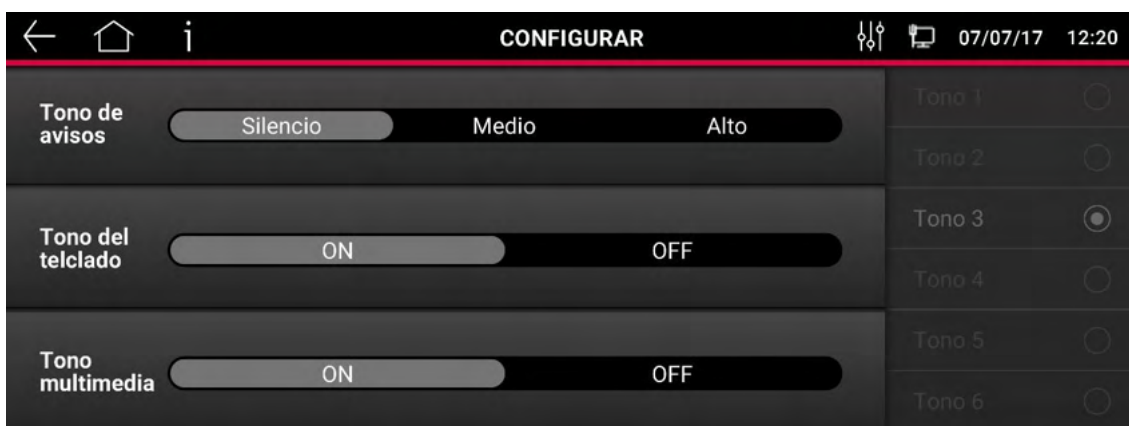 i CONFIGURAR 07/07/17 12:20
Tono de
avisos
Silencio Medio Alto
Tono del
telclado
ON OFF
Tono
multimedia
ON OFF
Tono 1
Tono 2
Tono 3
Tono 4
Tono 5
Tono 6